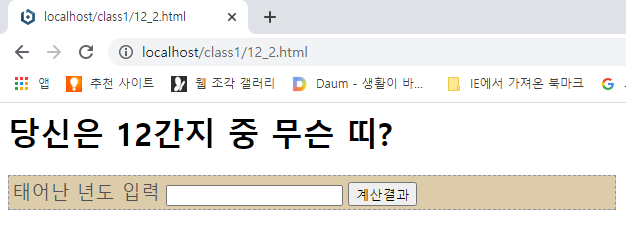 localhost/class1/12_2.html
localhost/class1/12_2.html
앱 추천 사이트 웹 조각 갤러리 Daum - 생활이 바... IE에서 가져온 북마크
당신은 12간지 중 무슨 띠?
태어난 년도 입력 계산결과